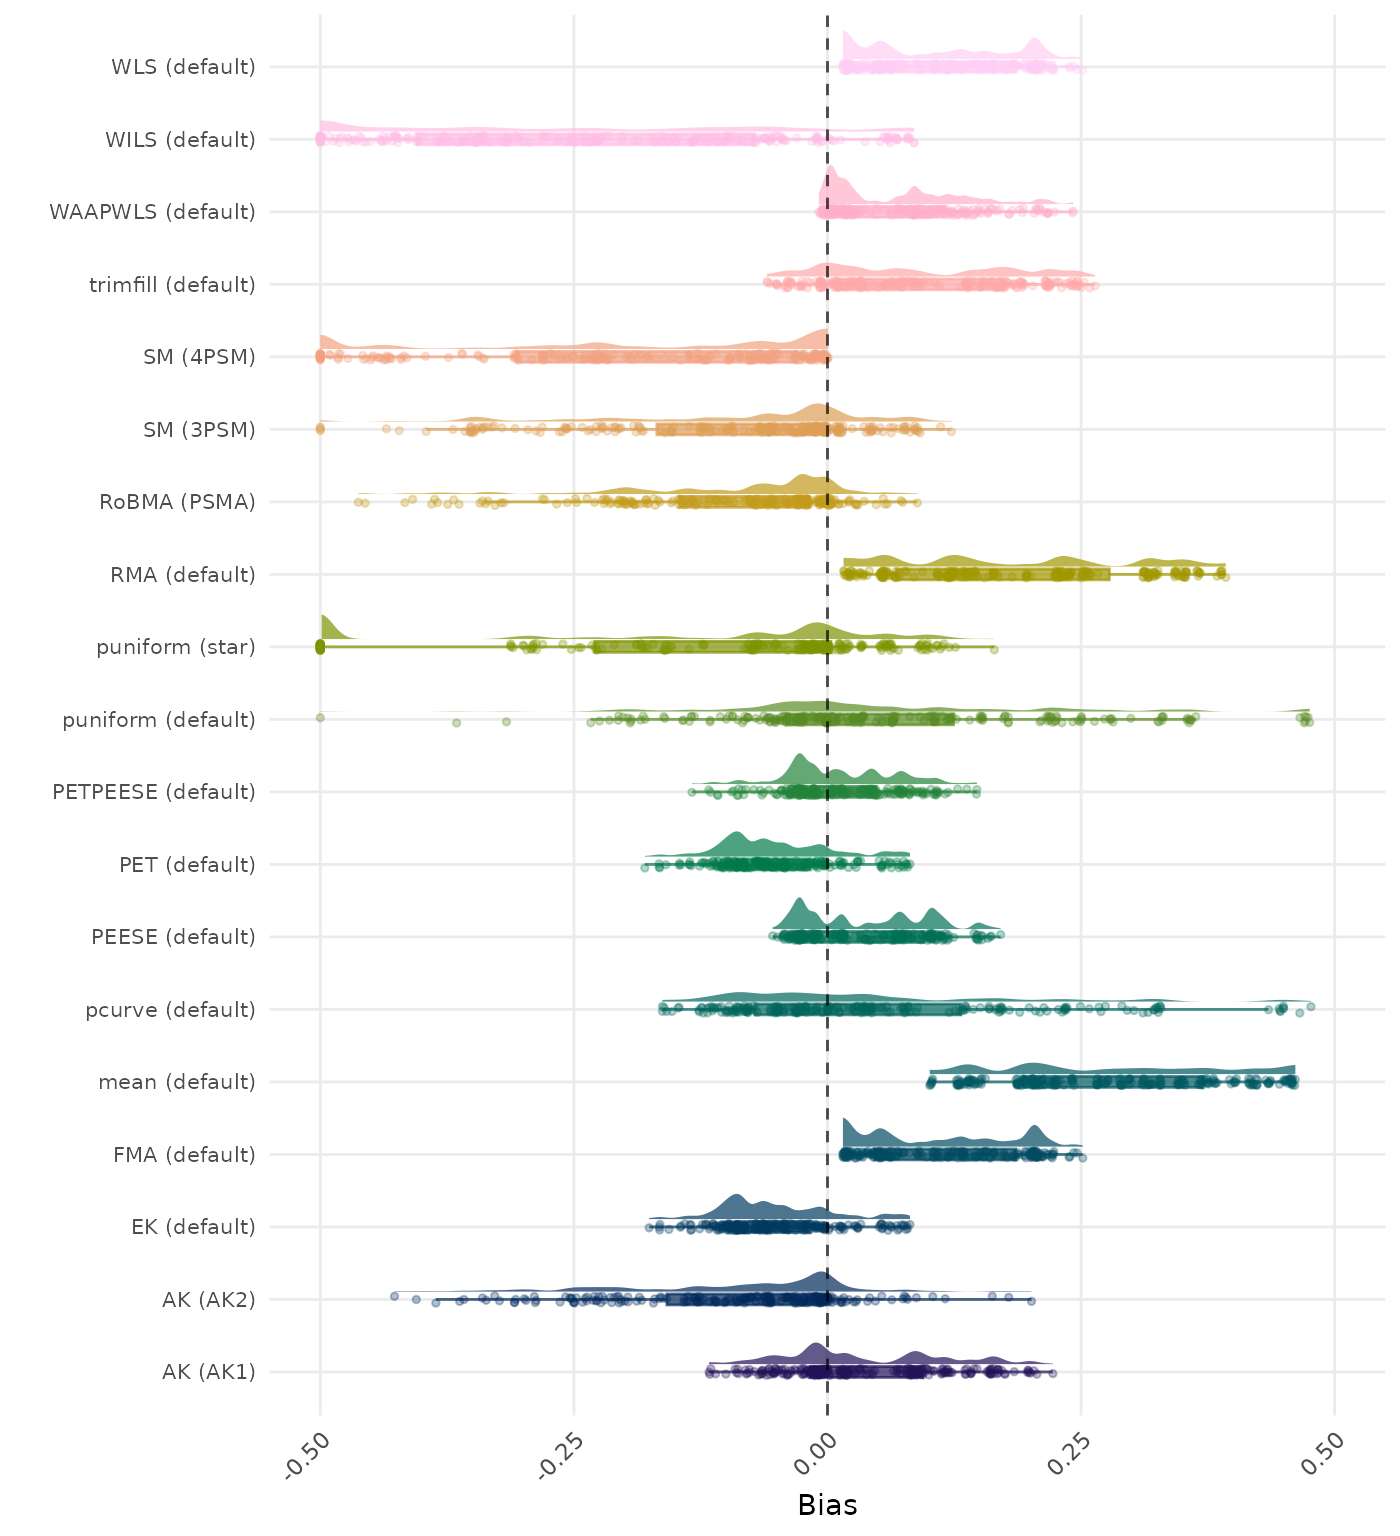 WLS (default)
WILS (default)
WAAPWLS (default)
trimfill (default)
SM (4PSM)
SM (3PSM)
RoBMA (PSMA)
RMA (default)
puniform (star)
puniform (default)
PETPEESE (default)
PET (default)
PEESE (default)
pcurve (default)
mean (default)
FMA (default)
EK (default)
AK (AK2)
AK (AK1)
-0.50
-0.25
0.00
0.25
0.50
Bias